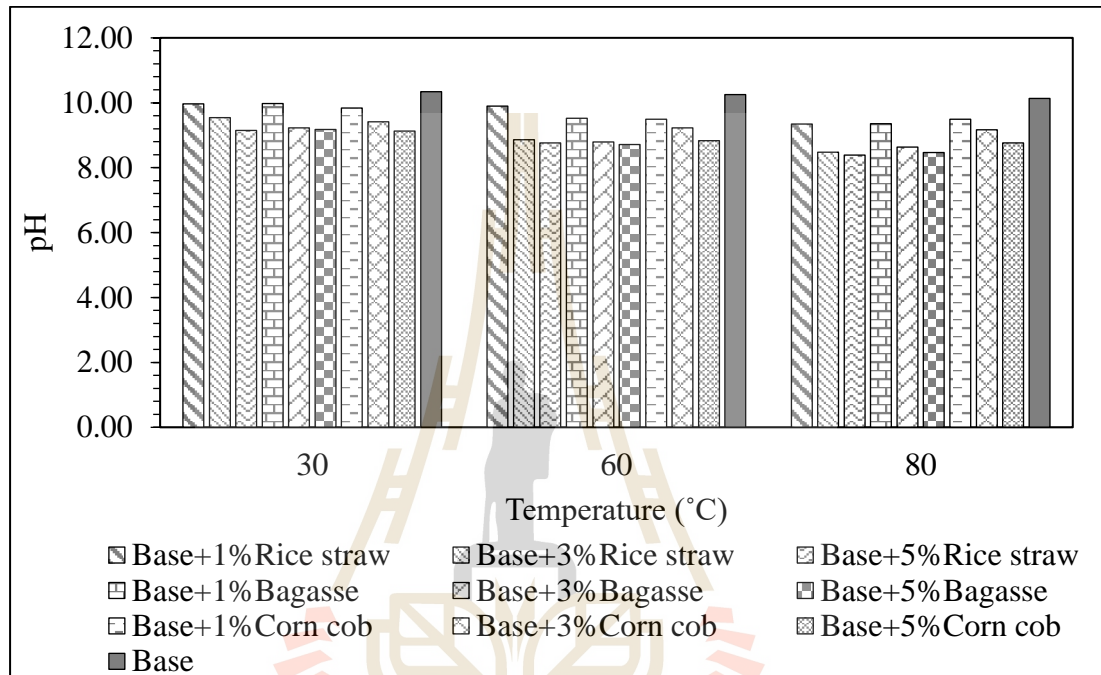 12.00
10.00
8.00
6.00
4.00
2.00
0.00
pH
30 60 80
Temperature (˚C)
Base+1%Rice straw Base+3%Rice straw Base+5%Rice straw
Base+1%Bagasse Base+3%Bagasse Base+5%Bagasse
Base+1%Corn cob Base+3%Corn cob Base+5%Corn cob
Base